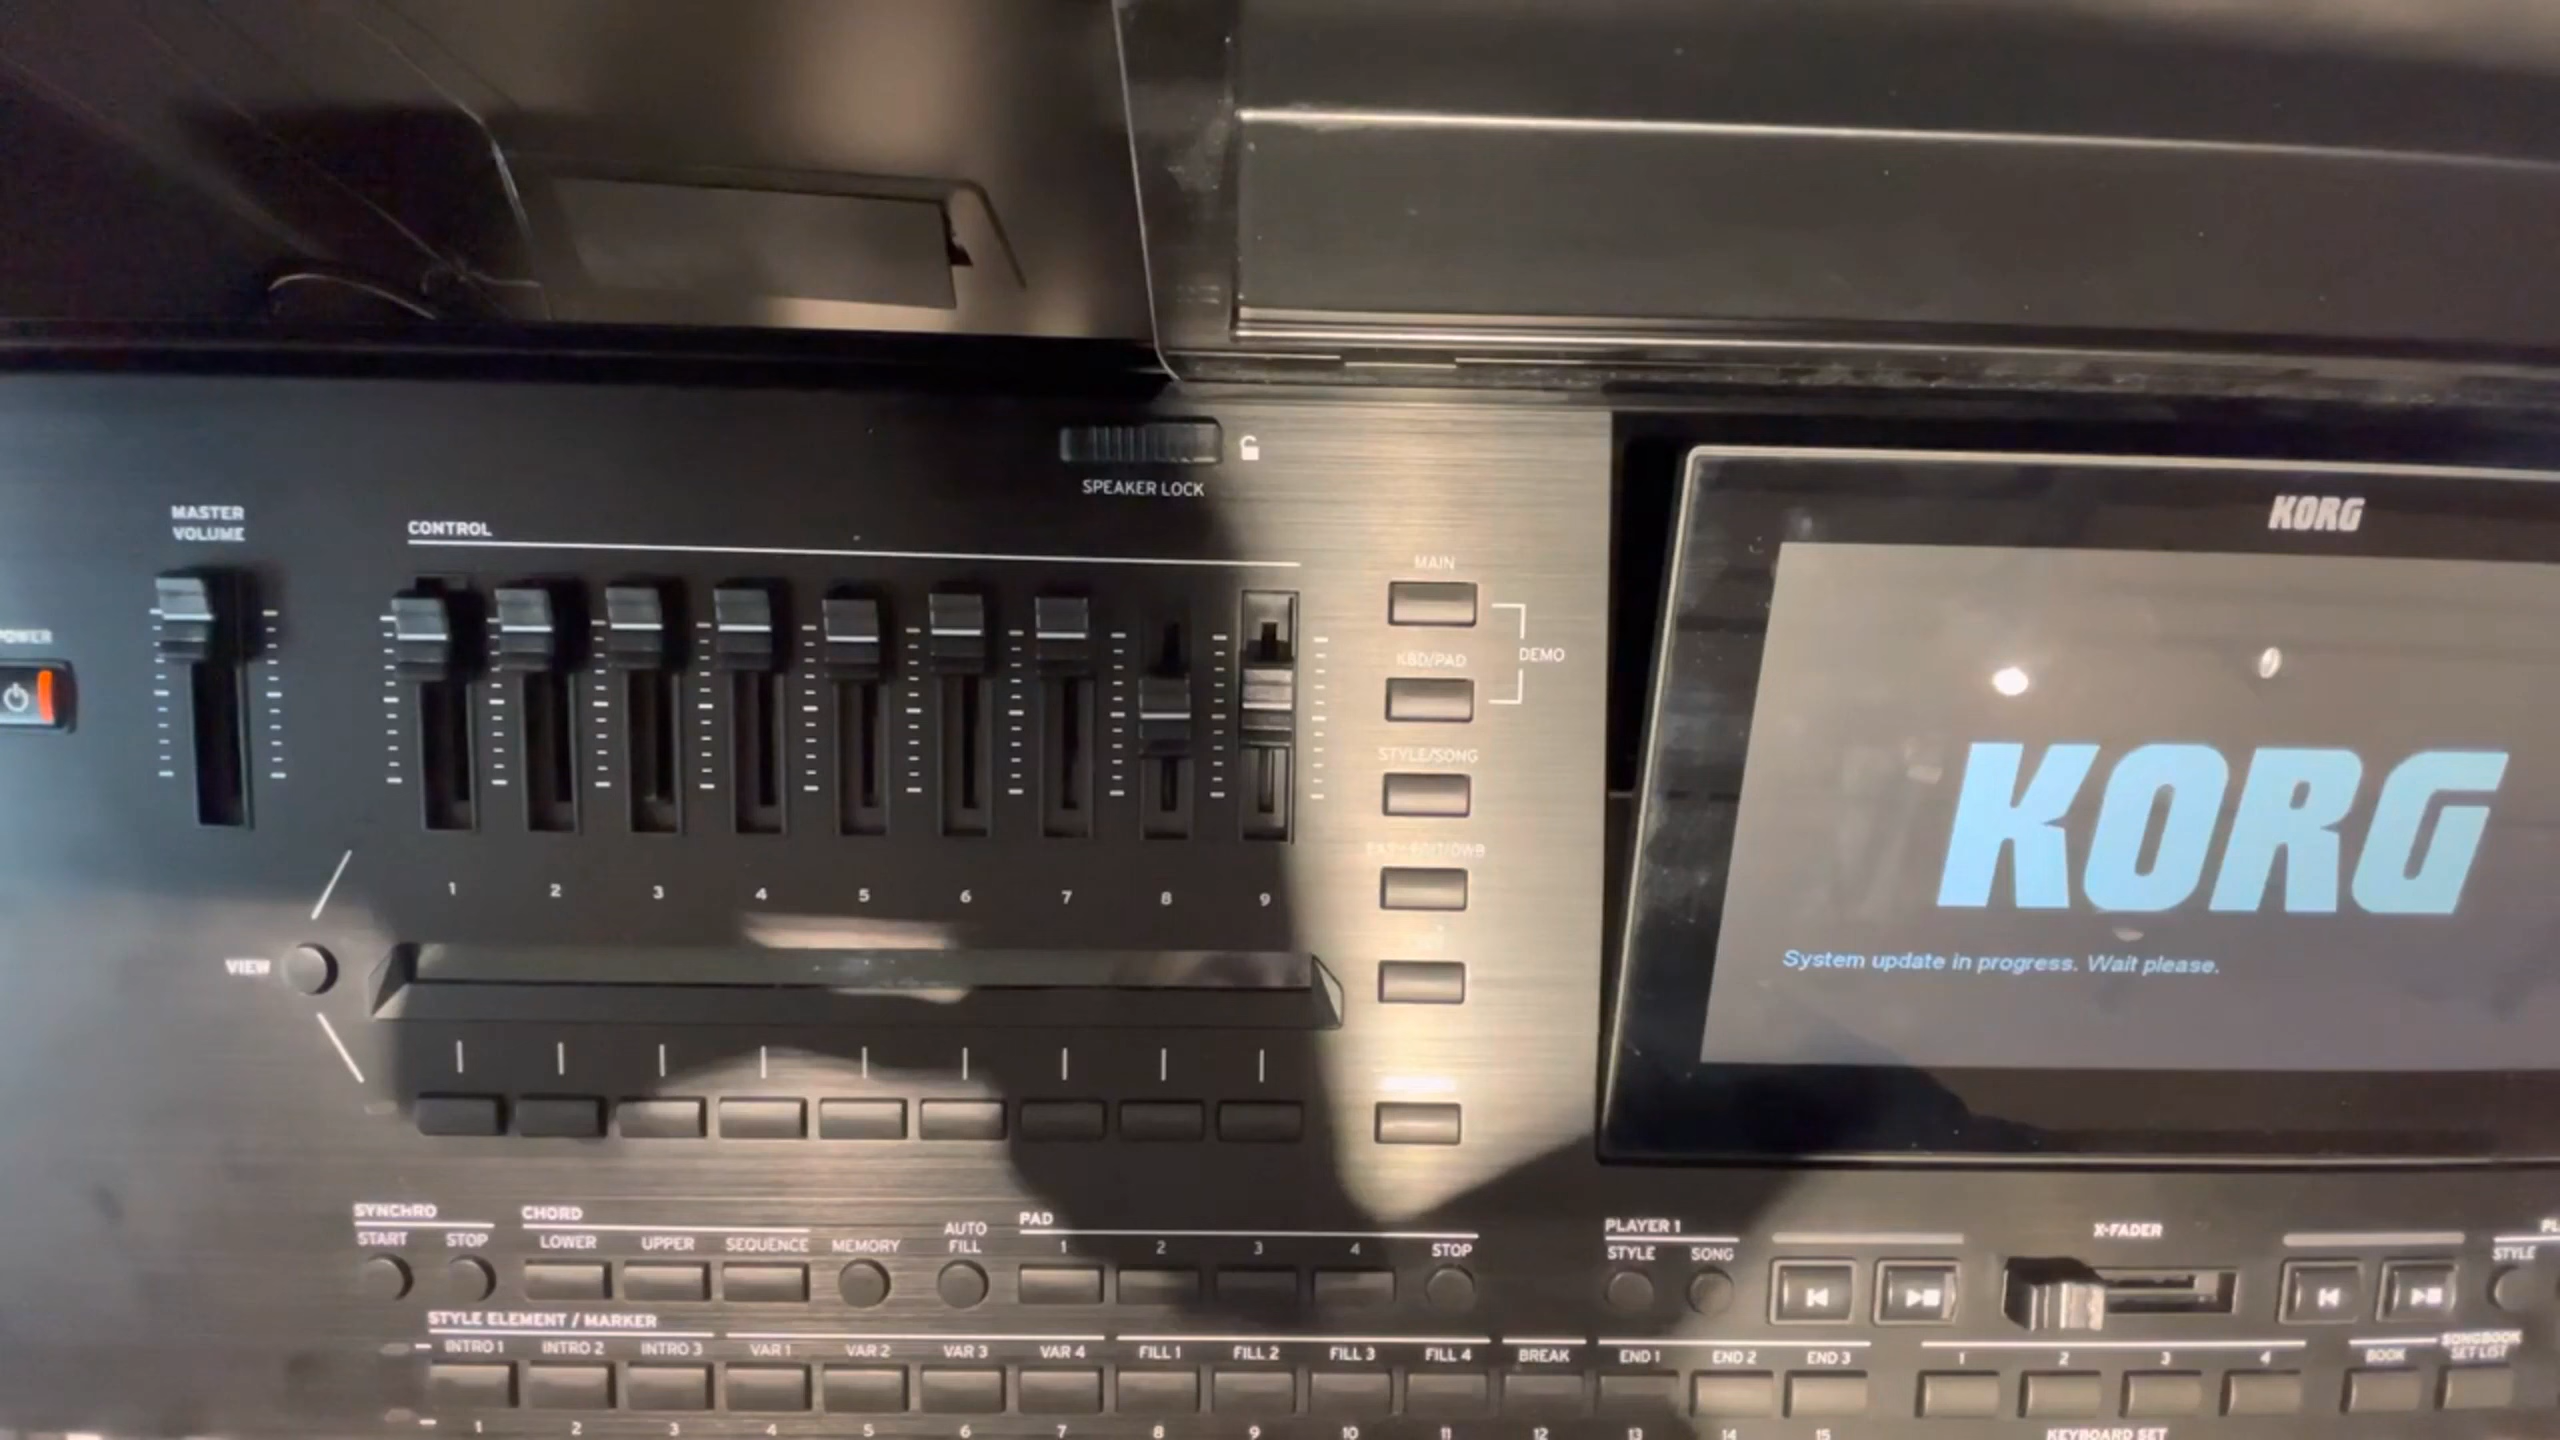 SPEAKER LOCK
MASTER
VOLUME
CONTROL
POWER
KORG
MAIN
KBD/PAD
DEMO
STYLE/SONG
KORG
1 2 3 4 5 6 7 8 9
VIEW
System update in progress. Wait please.
SYNCHRO
START STOP
CHORD
LOWER UPPER SEQUENCE
MEMORY
AUTO
FILL
PAD
1 2 3 4 STOP
PLAYER 1
STYLE SONG
X-FADER
PL
STYLE
STYLE ELEMENT / MARKER
INTRO 1 INTRO 2 INTRO 3 VAR 1 VAR 2 VAR 3 VAR 4 FILL 1 FILL 2 FILL 3 FILL 4 BREAK END 1 END 2 END 3
1 2 3 4
BOOK
SONGBOOK
SET LIST
1 2 3 4 5 6 7 8 9 10 11 12 13 14 15
KEYBOARD SET